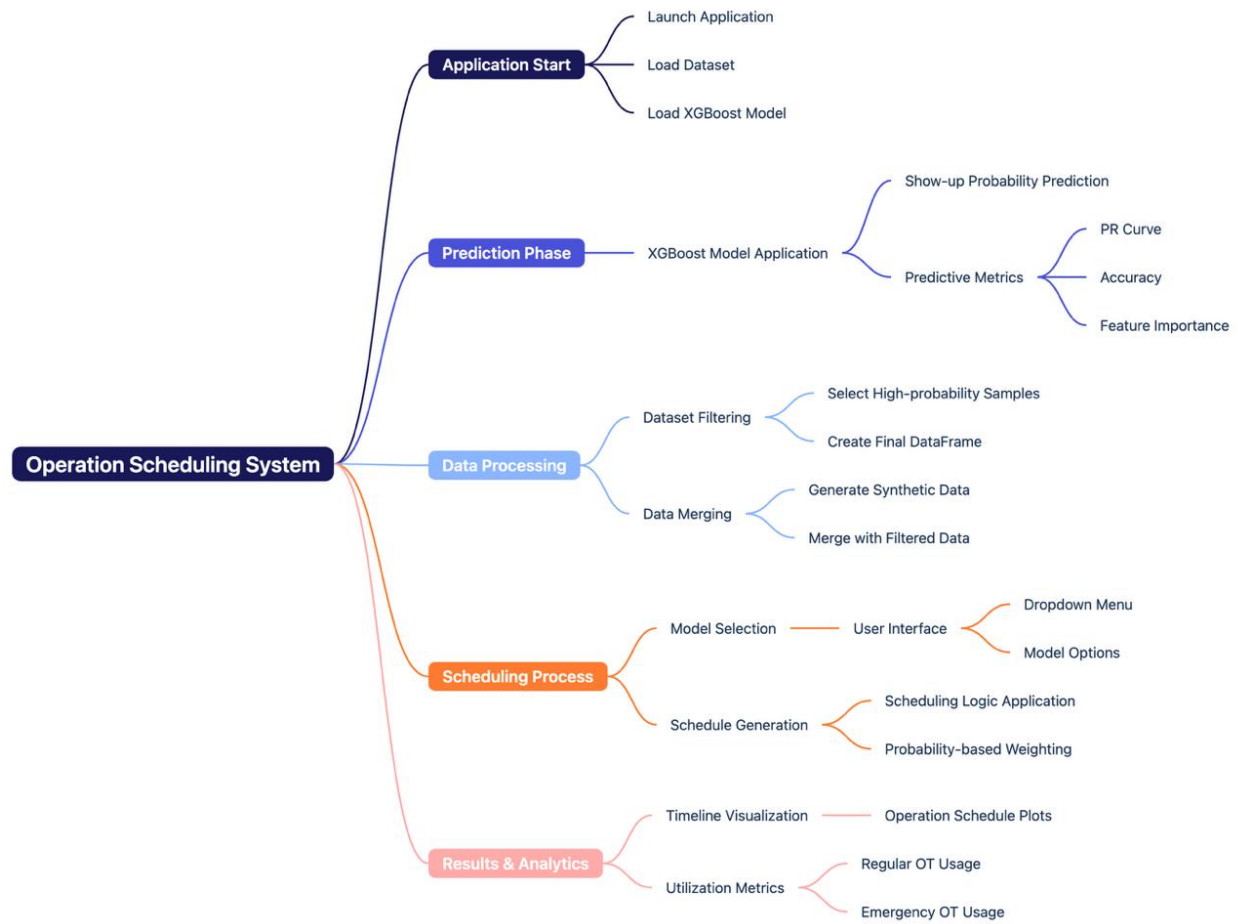 Operation Scheduling System
Application Start
Launch Application
Load Dataset
Load XGBoost Model
Prediction Phase
XGBoost Model Application
Show-up Probability Prediction
Predictive Metrics
PR Curve
Accuracy
Feature Importance
Data Processing
Dataset Filtering
Select High-probability Samples
Create Final DataFrame
Data Merging
Generate Synthetic Data
Merge with Filtered Data
Scheduling Process
Model Selection
User Interface
Dropdown Menu
Model Options
Schedule Generation
Scheduling Logic Application
Probability-based Weighting
Results & Analytics
Timeline Visualization
Operation Schedule Plots
Utilization Metrics
Regular OT Usage
Emergency OT Usage